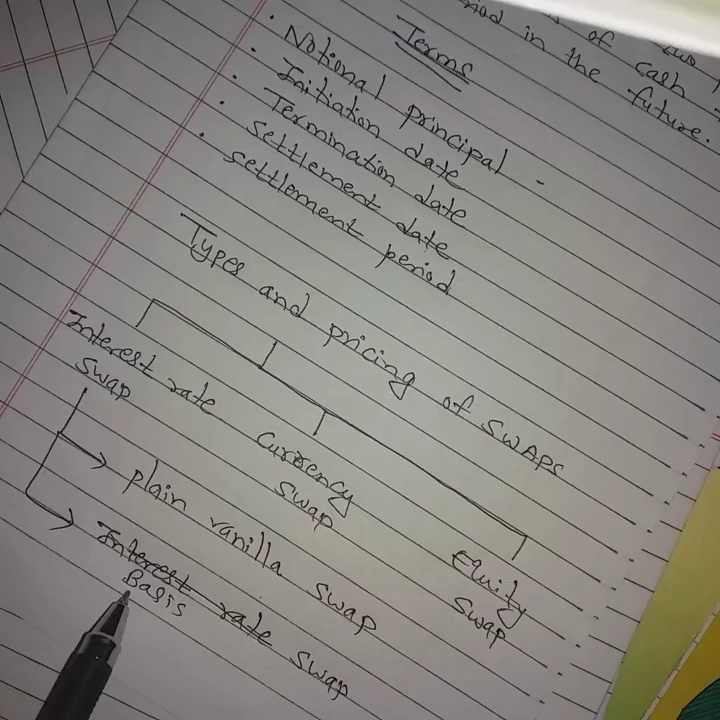 of cash
in the future.
Terms
• Notional principal -
• Initiation date
• Termination date
• settlement date
• settlement period
Types and pricing of SWAPS
Interest rate swap
Currency swap
Equity swap
→ plain vanilla swap
→ Interest rate swap
Basis